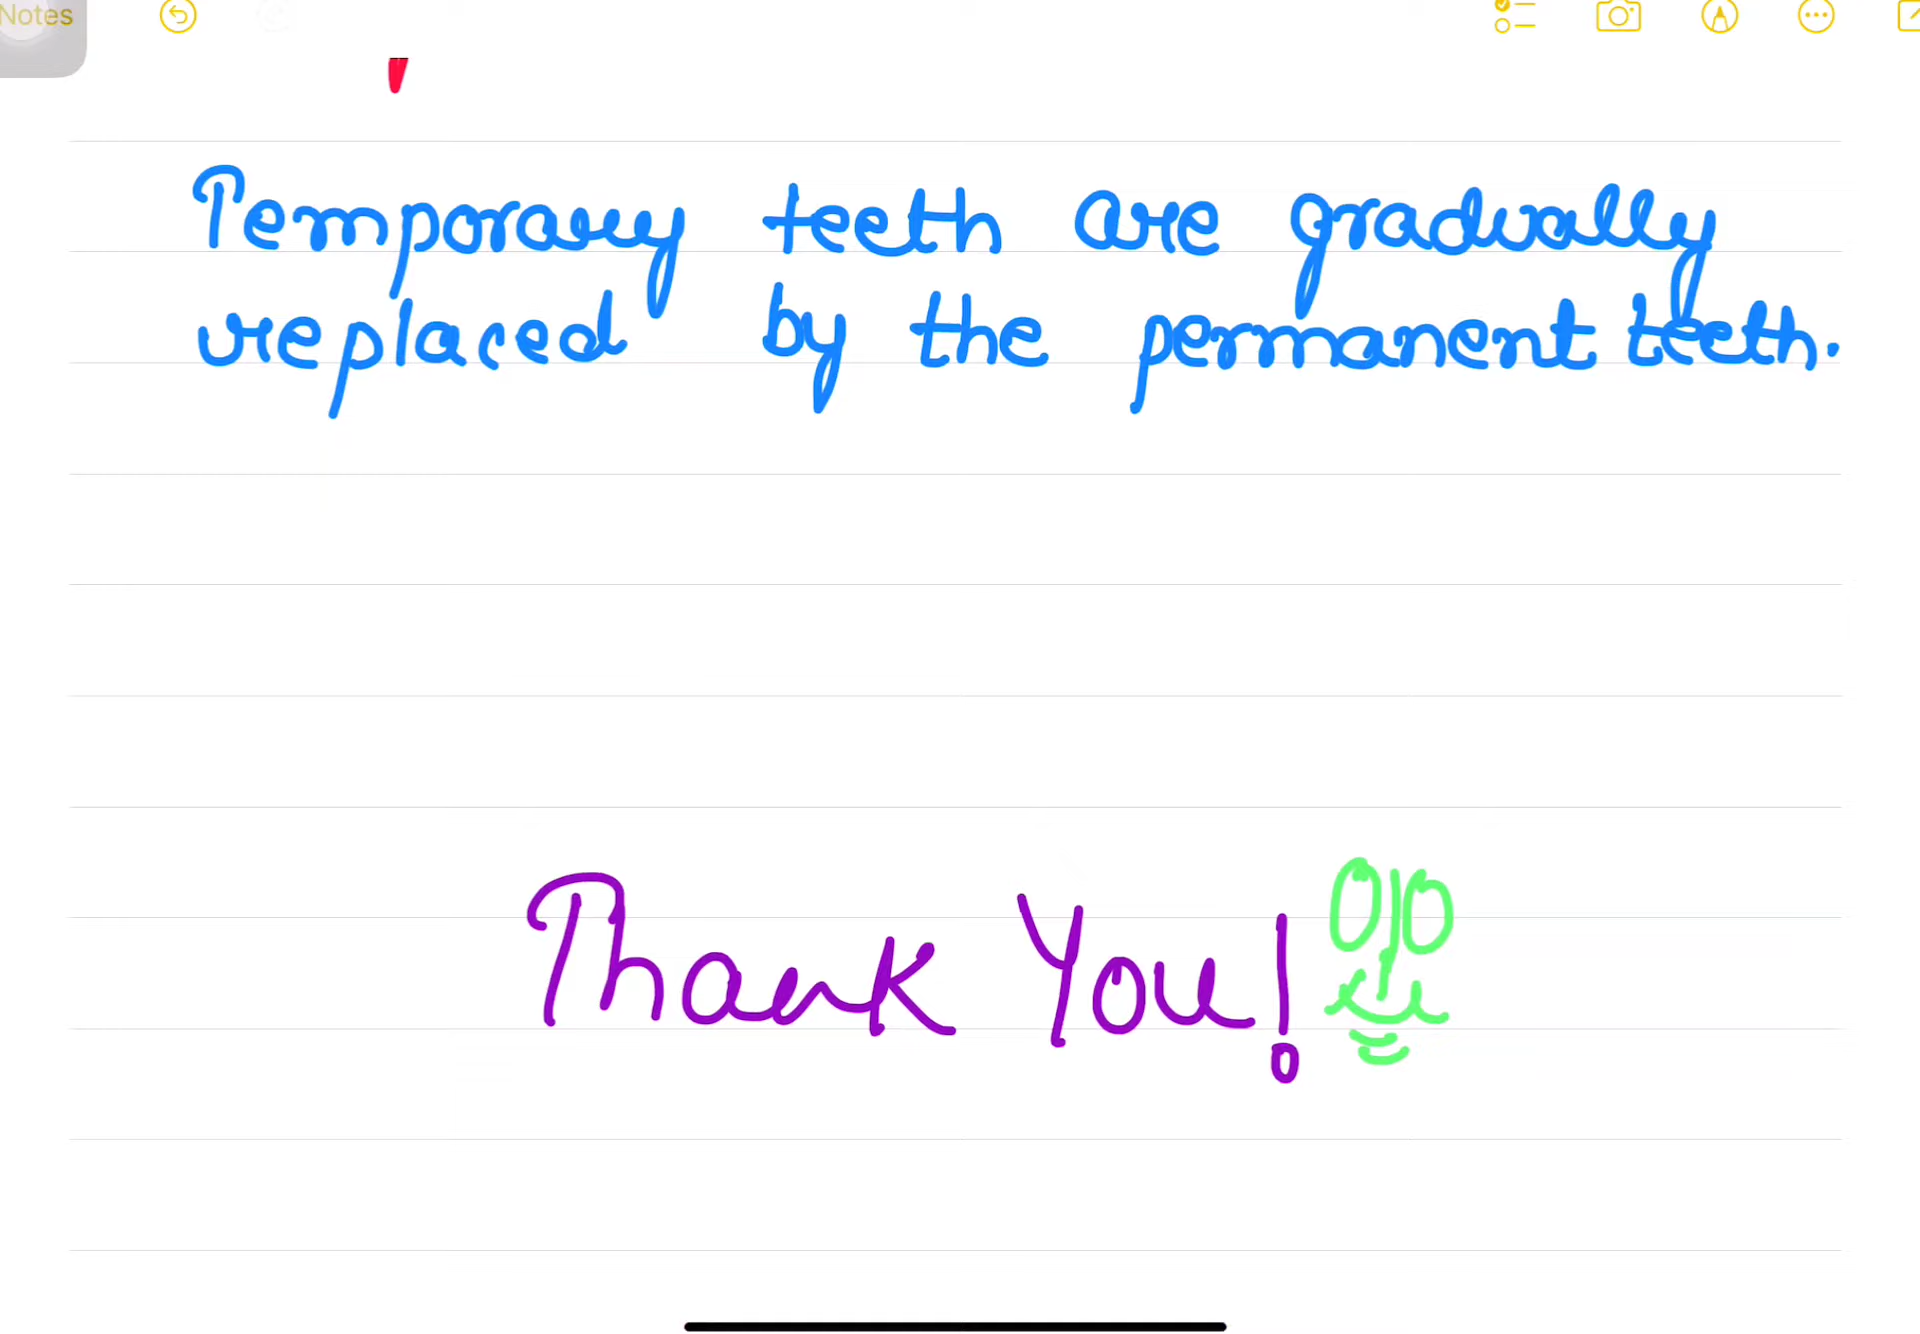 Notes
Temporary teeth are gradually
replaced by the permanent teeth.
Thank You!